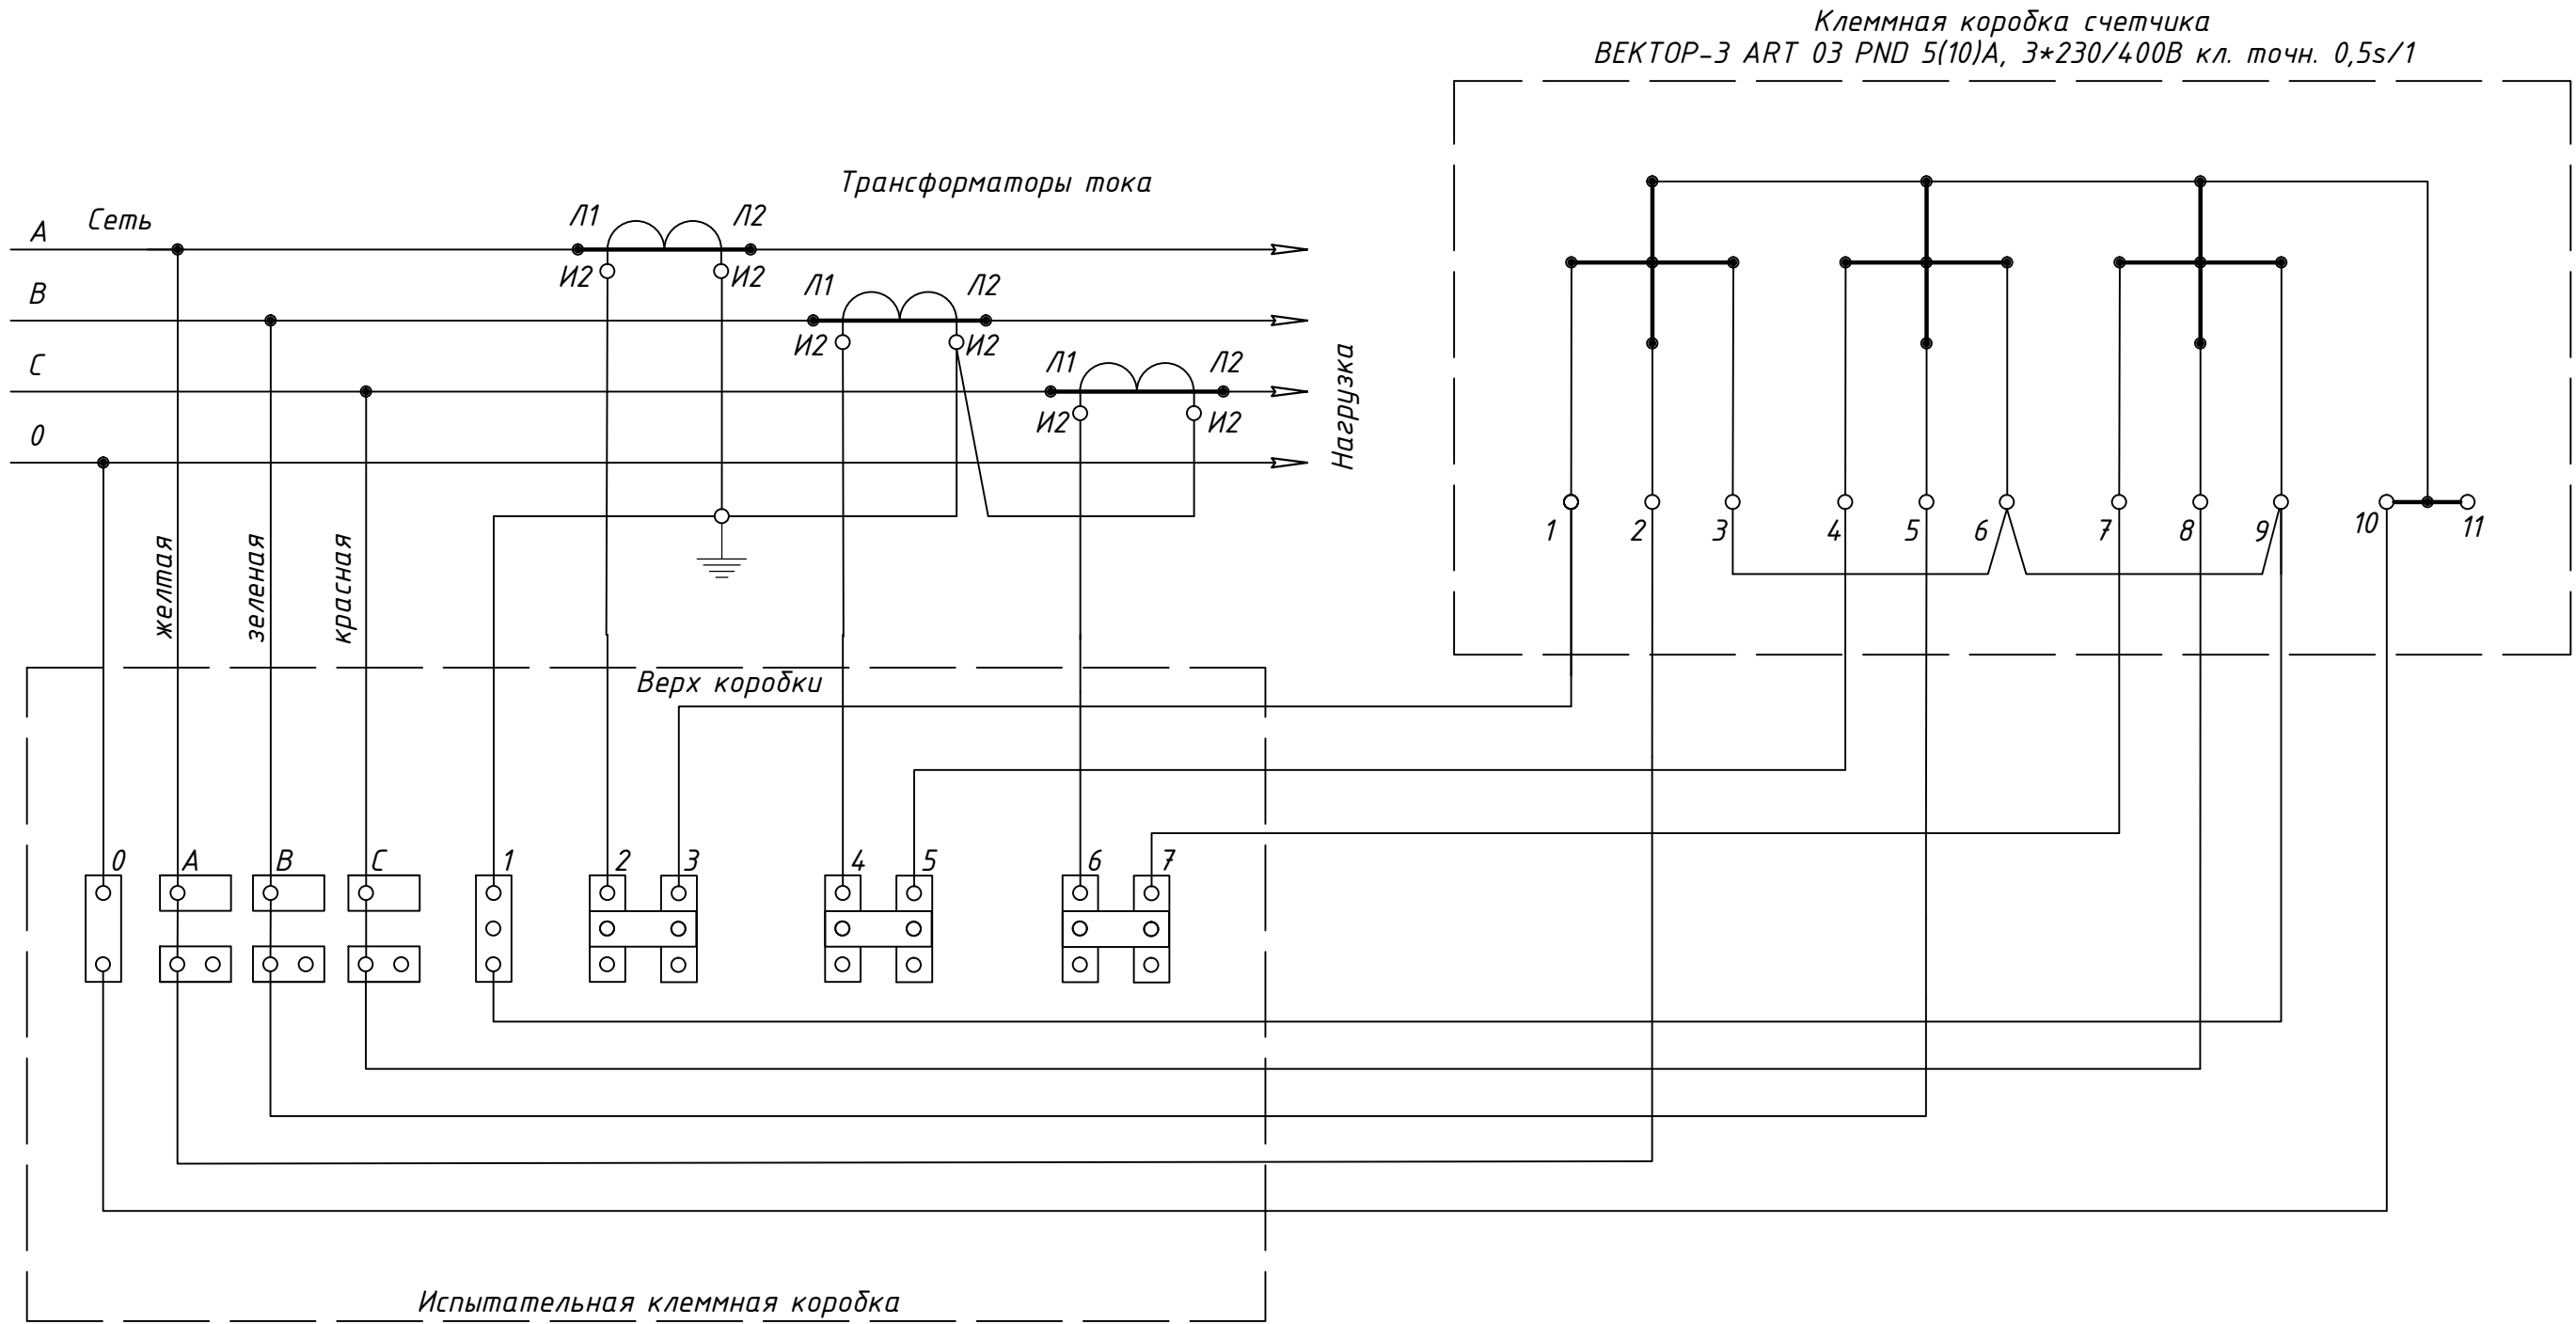 Клеммная коробка счетчика
ВЕКТОР-3 ART 03 PND 5(10)А, 3*230/400В кл. точн. 0,5s/1
Трансформаторы тока
А Сеть
Л1 Л2
И2 И2
В
Л1 Л2
И2 И2
С
Л1 Л2
И2 И2
0
Нагрузка
1 2 3 4 5 6 7 8 9 10 11
желтая
зеленая
красная
Верх коробки
0 А В С 1 2 3 4 5 6 7
Испытательная клеммная коробка